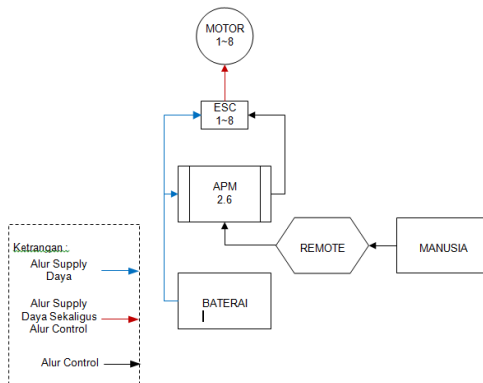 MOTOR
1~8
ESC
1~8
APM
2.6
REMOTE
MANUSIA
BATERAI
Ketrangan :
Alur Supply
Daya
Alur Supply
Daya Sekaligus
Alur Control
Alur Control